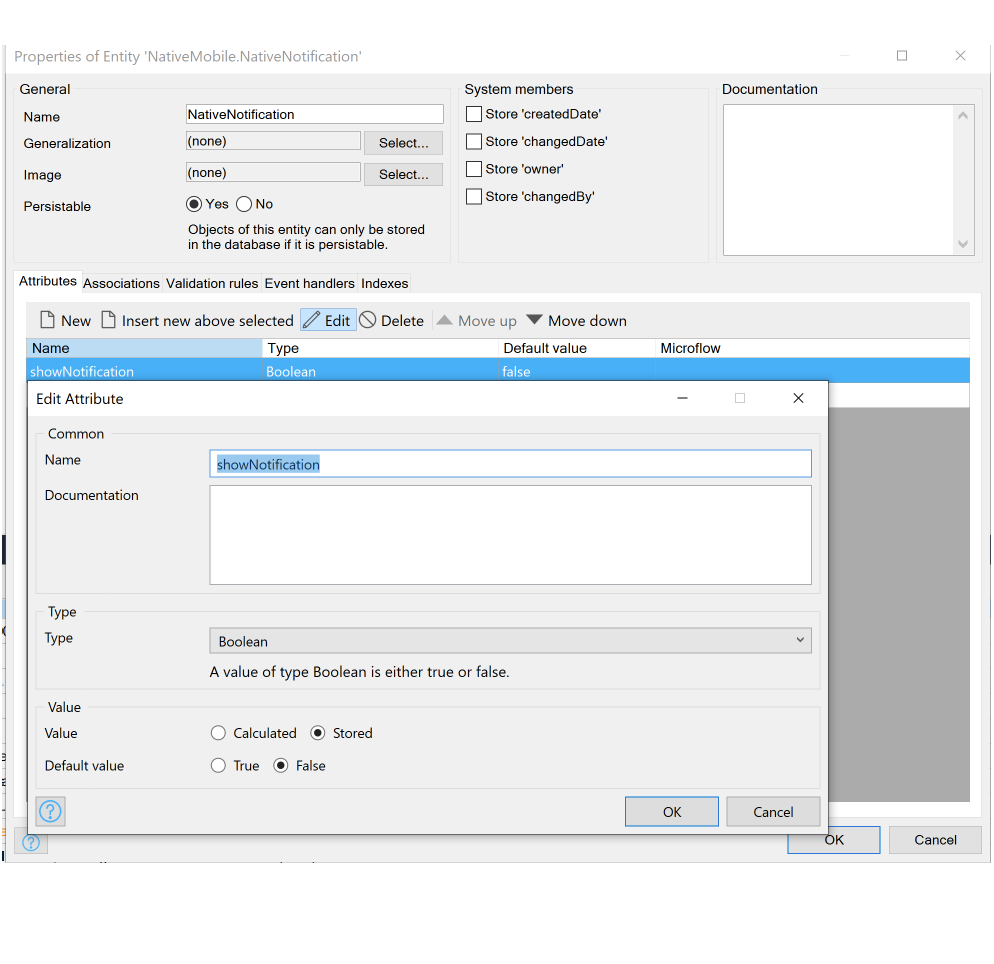 Properties of Entity 'NativeMobile.NativeNotification'
General
Name
NativeNotification
Generalization
(none)
Select...
Image
(none)
Select...
Persistable
Yes
No
Objects of this entity can only be stored
in the database if it is persistable.
System members
Store 'createdDate'
Store 'changedDate'
Store 'owner'
Store 'changedBy'
Documentation
Attributes Associations Validation rules Event handlers Indexes
New Insert new above selected Edit Delete Move up Move down
Name Type Default value Microflow
showNotification Boolean false
Edit Attribute
Common
Name
showNotification
Documentation
Type
Type
Boolean
A value of type Boolean is either true or false.
Value
Value
Calculated Stored
Default value
True False
?
OK Cancel
?
OK Cancel